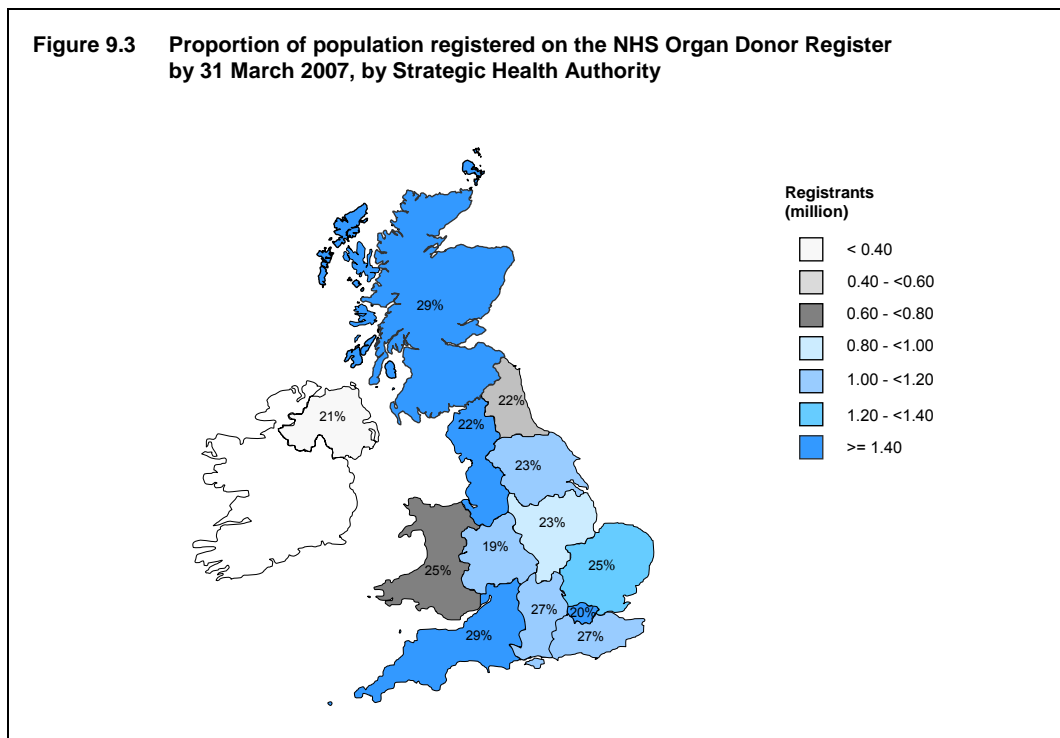 Figure 9.3 Proportion of population registered on the NHS Organ Donor Register
by 31 March 2007, by Strategic Health Authority
Registrants
(million)
< 0.40
0.40 - <0.60
0.60 - <0.80
0.80 - <1.00
1.00 - <1.20
1.20 - <1.40
>= 1.40
29%
22%
21%
22%
23%
23%
19%
25%
25%
27%
20%
29%
27%